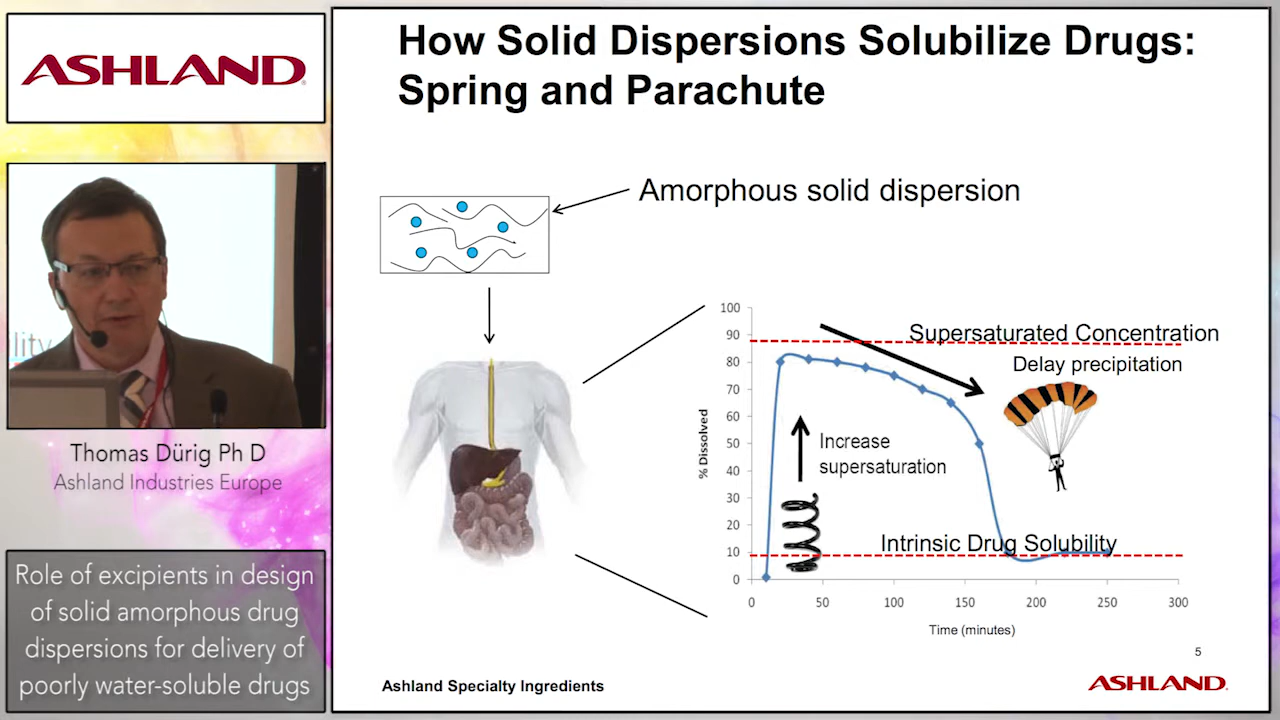 ASHLAND
Thomas Dürig Ph D
Ashland Industries Europe
Role of excipients in design
of solid amorphous drug
dispersions for delivery of
poorly water-soluble drugs
How Solid Dispersions Solubilize Drugs:
Spring and Parachute
Amorphous solid dispersion
Supersaturated Concentration
Delay precipitation
Increase
supersaturation
Intrinsic Drug Solubility
% Dissolved
100
90
80
70
60
50
40
30
20
10
0
0 50 100 150 200 250 300
Time (minutes)
5
Ashland Specialty Ingredients
ASHLAND